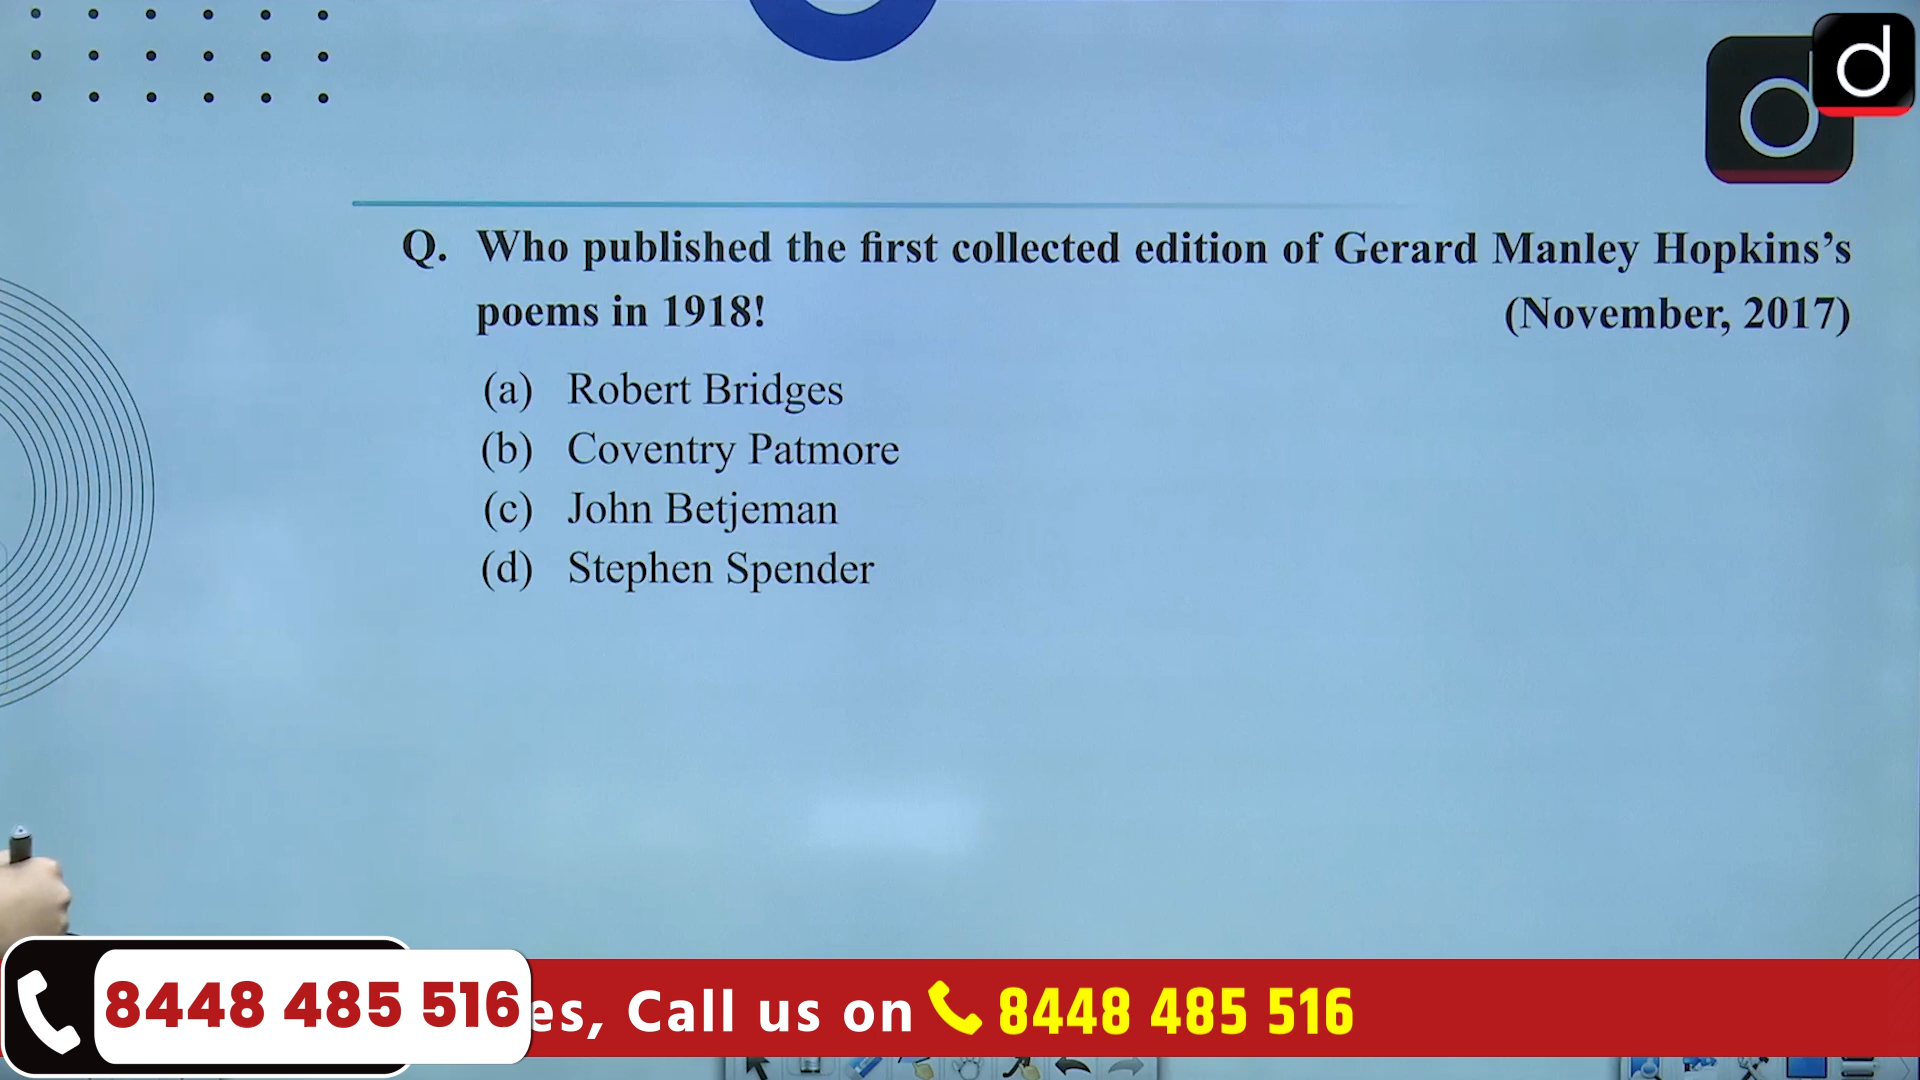 d
Q. Who published the first collected edition of Gerard Manley Hopkins’s
poems in 1918! (November, 2017)
(a) Robert Bridges
(b) Coventry Patmore
(c) John Betjeman
(d) Stephen Spender
8448 485 516 es, Call us on 8448 485 516